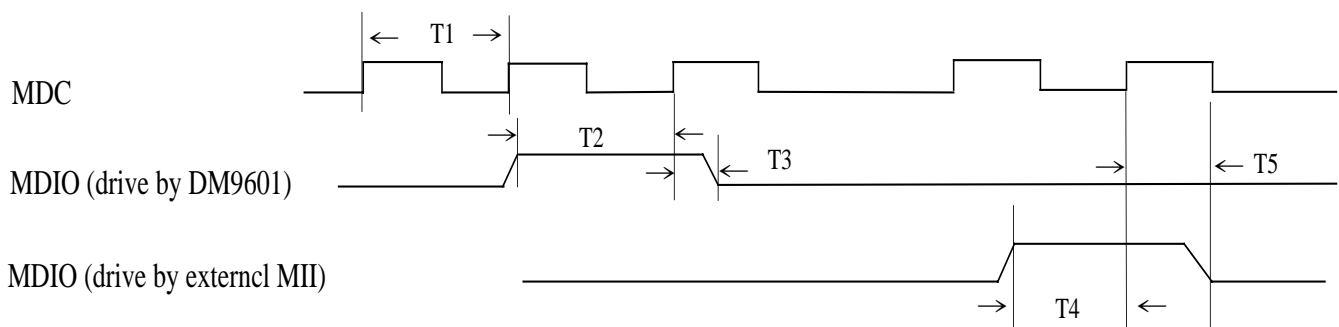 T1
MDC
T2
T3
T5
MDIO (drive by DM9601)
MDIO (drive by externcl MII)
T4